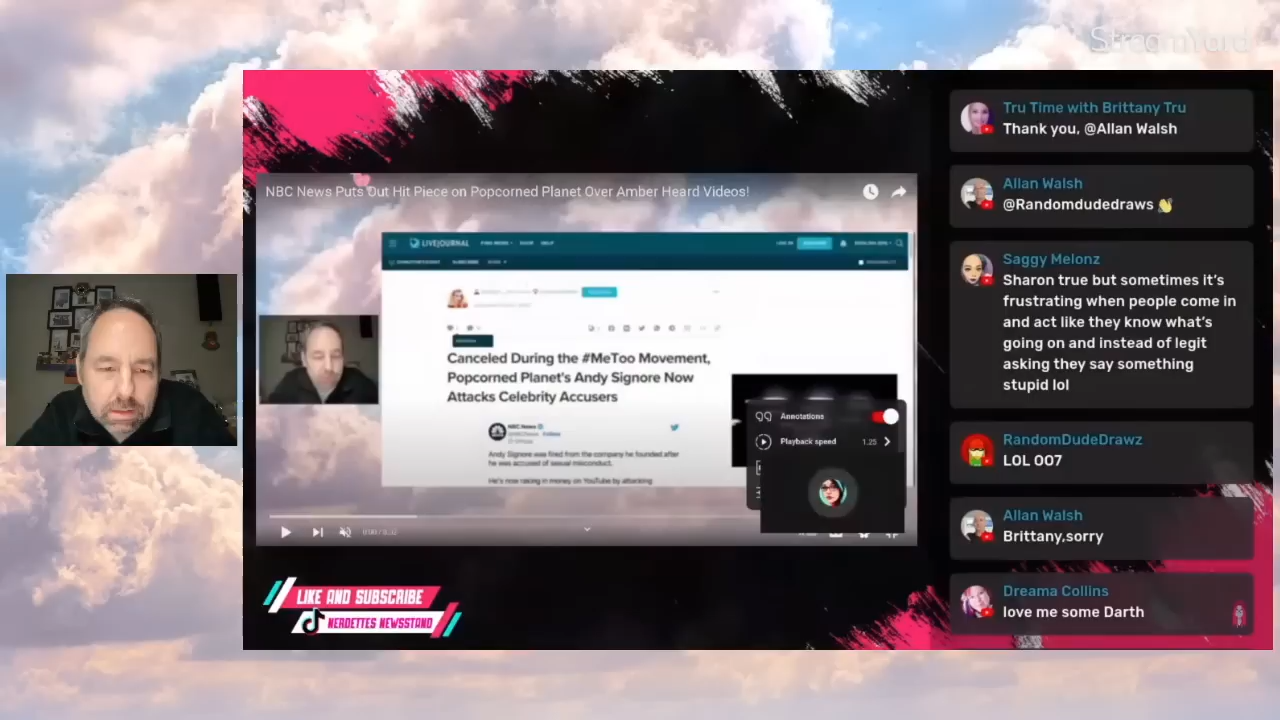 StreamYard
Tru Time with Brittany Tru
Thank you, @Allan Walsh
NBC News Puts Out Hit Piece on Popcorned Planet Over Amber Heard Videos!
Allan Walsh
@Randomdudedraws 👋
LIVEJOURNAL
HELP
Saggy Melonz
Sharon true but sometimes it's
frustrating when people come in
and act like they know what's
going on and instead of legit
asking they say something
stupid lol
Canceled During the #MeToo Movement,
Popcorned Planet's Andy Signore Now
Attacks Celebrity Accusers
Annotations
Playback speed 1.25
NBC News
Andy Signore was fired from the company he founded after
he was accused of sexual misconduct.
He's now raking in money on YouTube by attacking
RandomDudeDrawz
LOL 007
Allan Walsh
Brittany,sorry
Dreama Collins
love me some Darth
LIKE AND SUBSCRIBE
NERDETTES NEWSSTAND